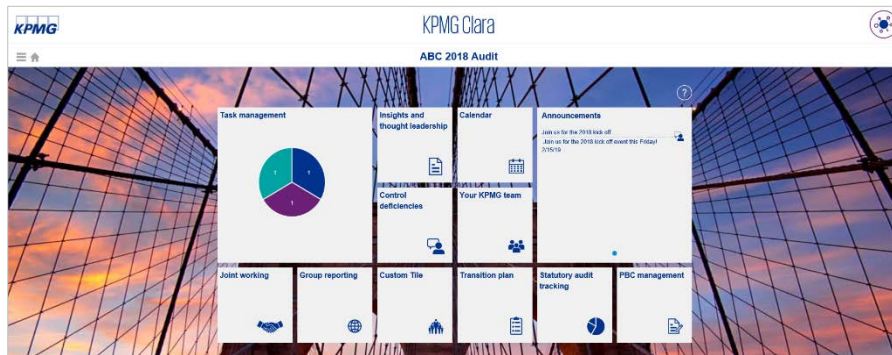 KPMG
KPMG Clara
ABC 2018 Audit
?
Task management
1
1
1
Insights and
thought leadership
Calendar
Announcements
Join us for the 2018 kick off
Join us for the 2018 kick off event this Friday!
2/15/19
Control
deficiencies
Your KPMG team
Joint working
Group reporting
Custom Tile
Transition plan
Statutory audit
tracking
PBC management